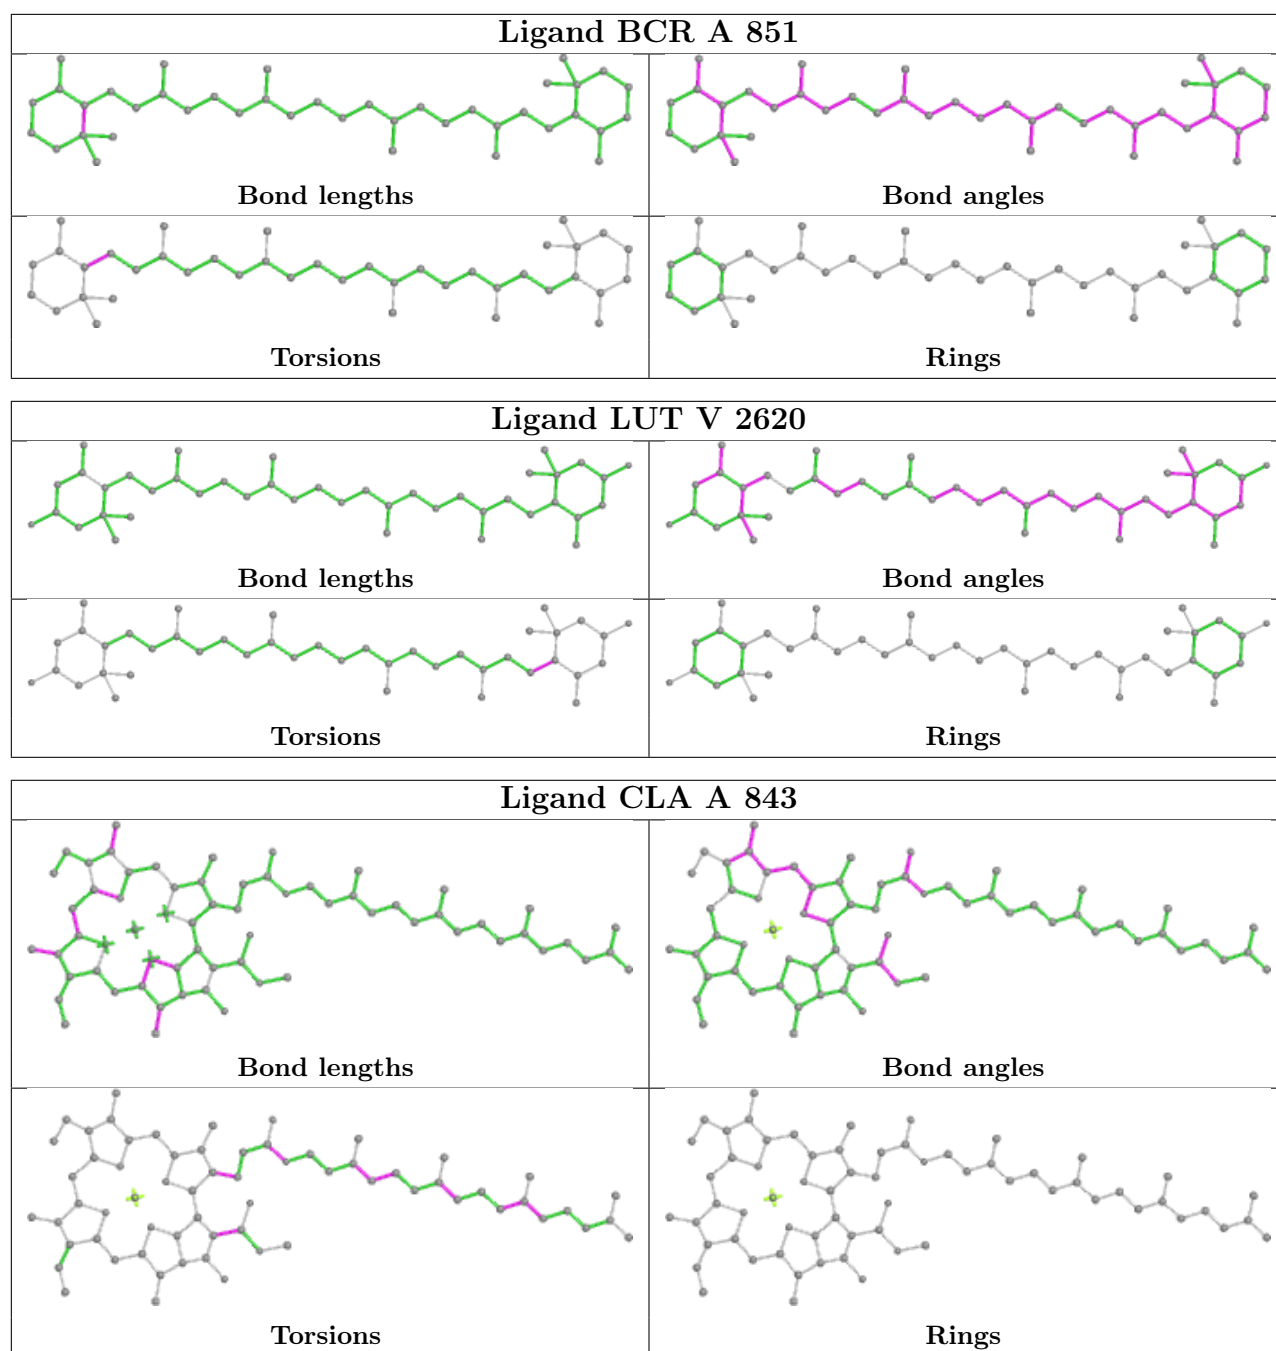 Ligand BCR A 851
Bond lengths
Bond angles
Torsions
Rings
Ligand LUT V 2620
Bond lengths
Bond angles
Torsions
Rings
Ligand CLA A 843
Bond lengths
Bond angles
Torsions
Rings